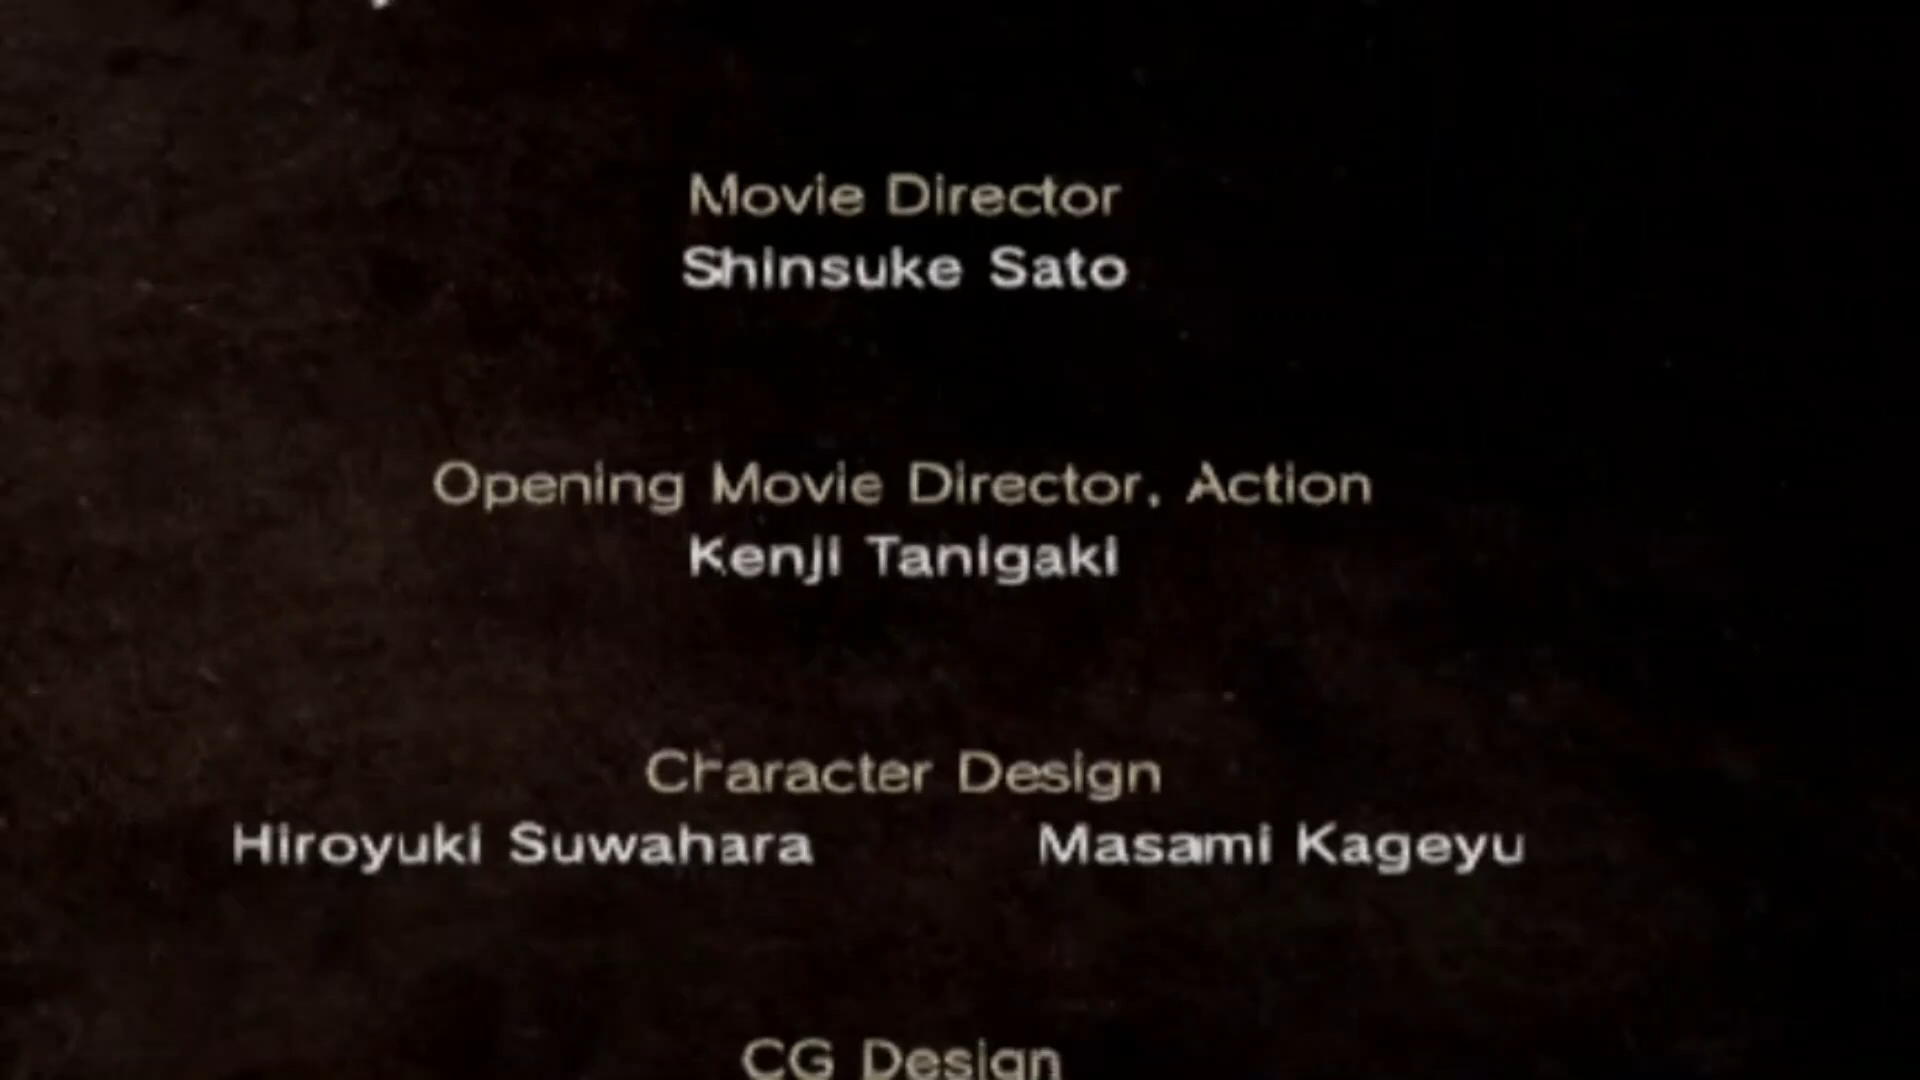 Movie Director
Shinsuke Sato
Opening Movie Director, Action
Kenji Tanigaki
Character Design
Hiroyuki Suwahara Masami Kageyu
CG Design